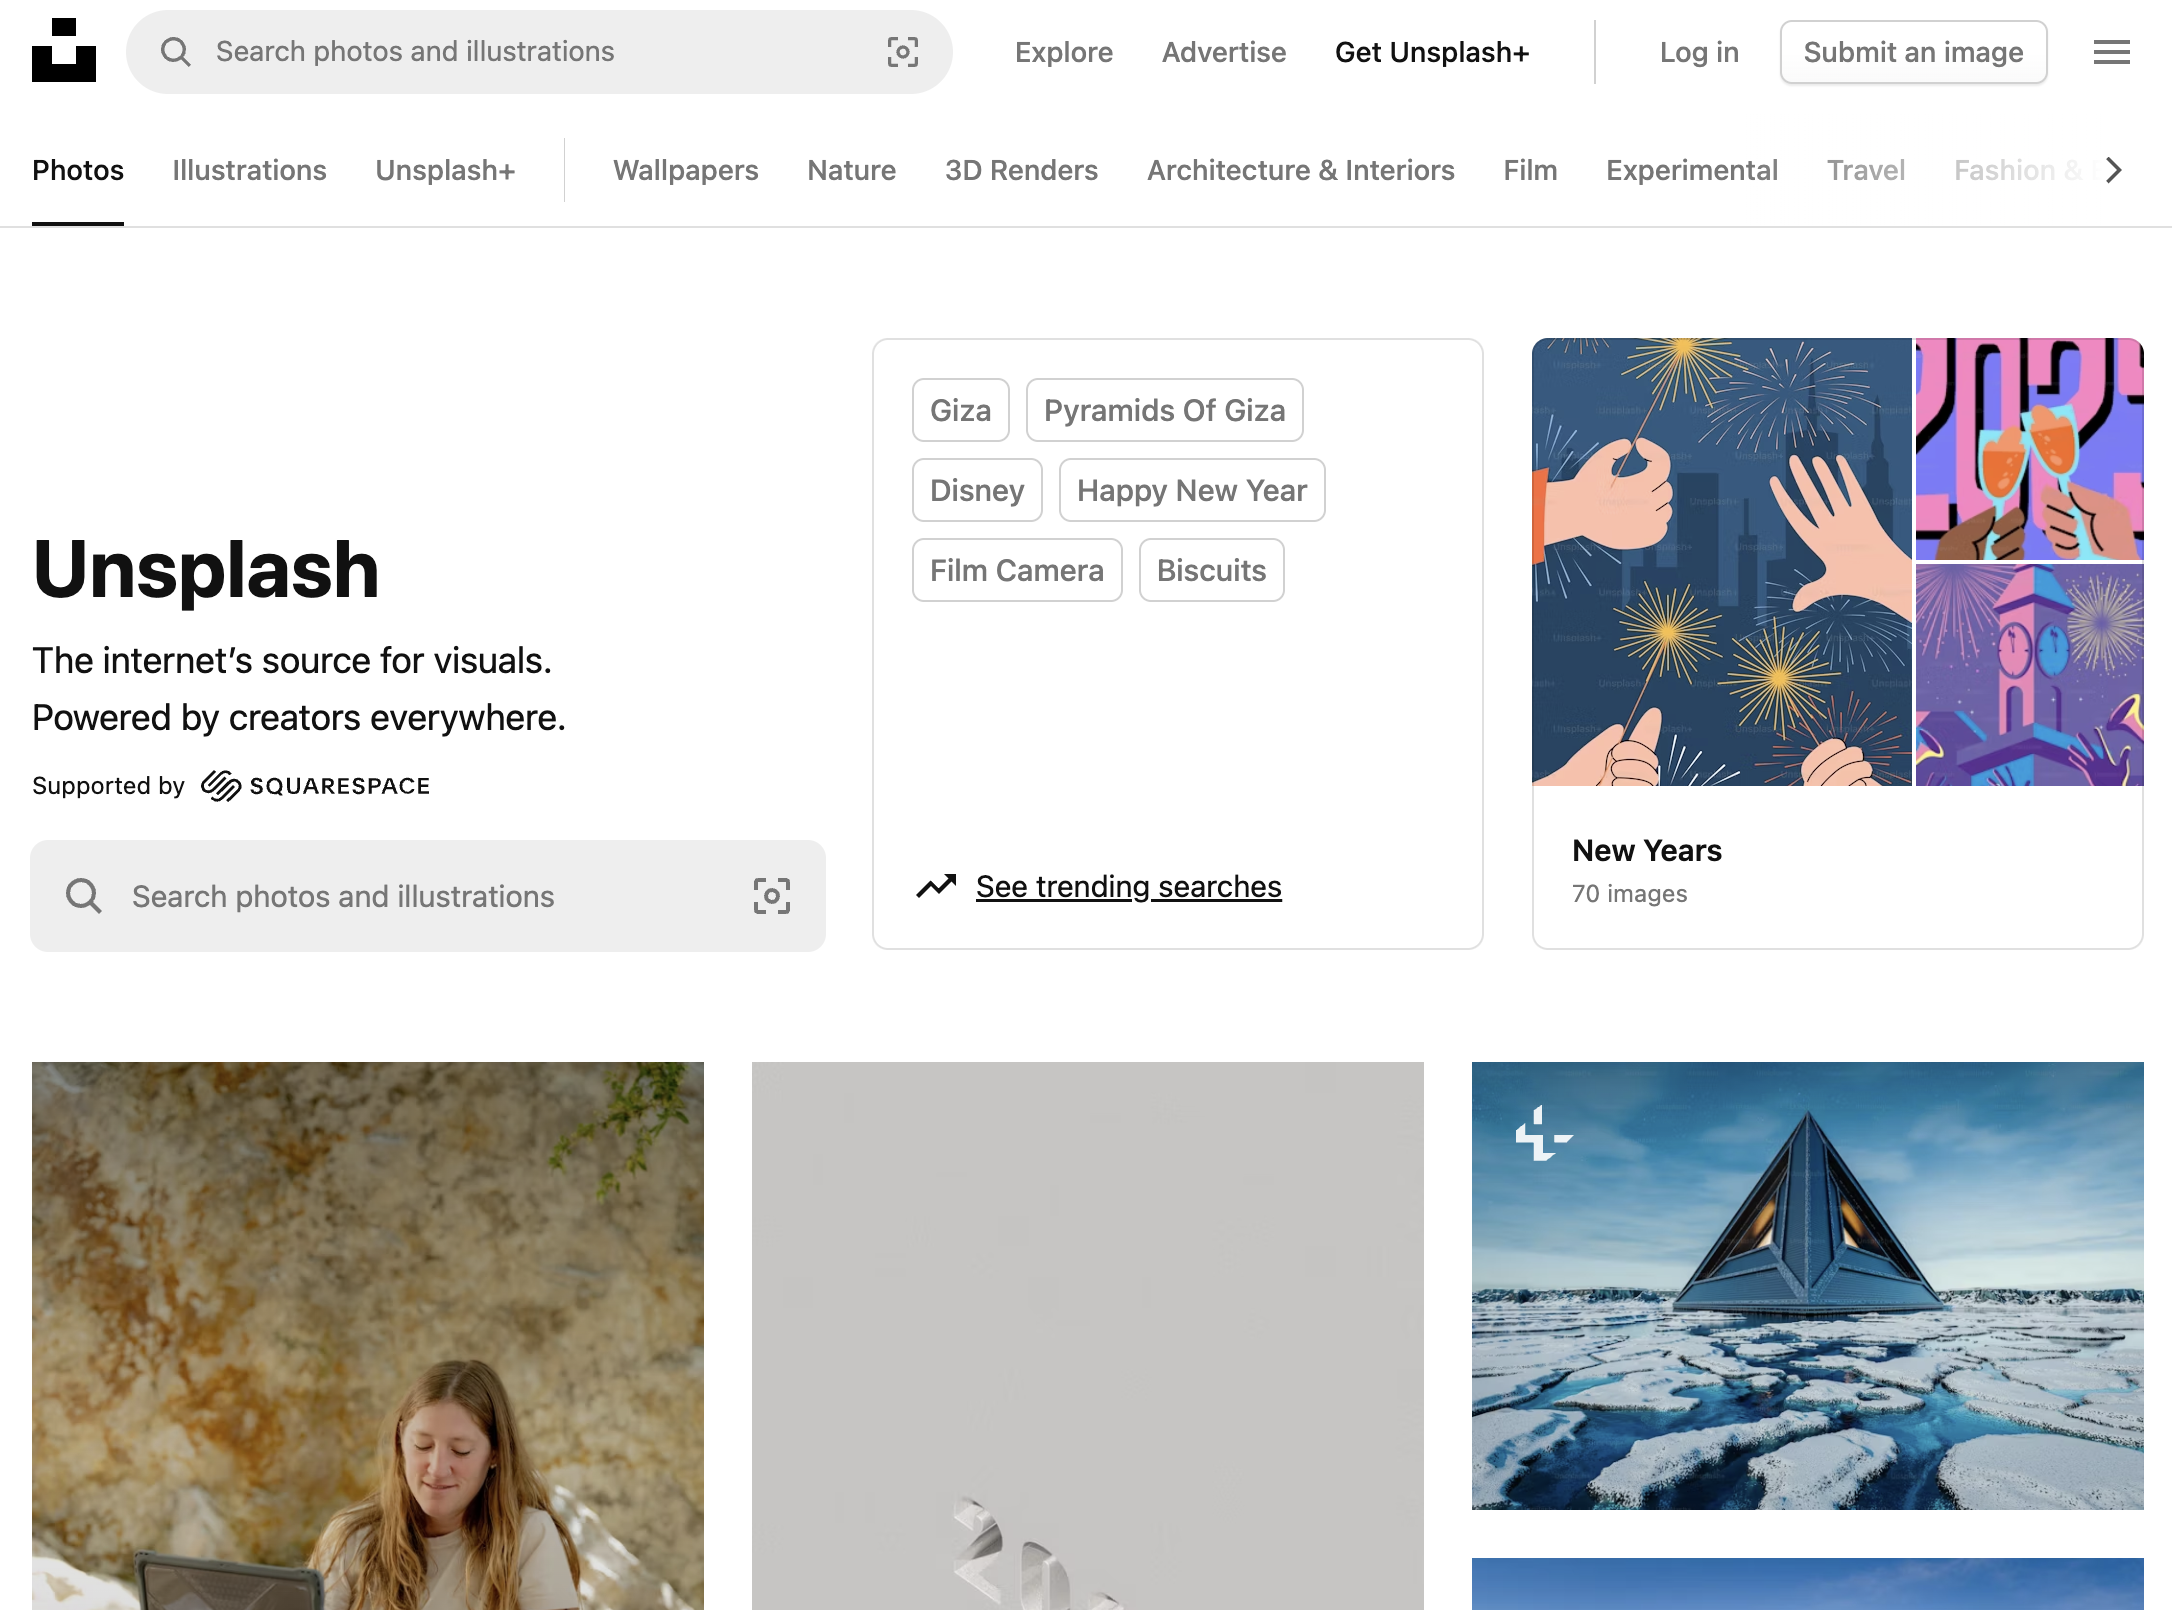 Search photos and illustrations
Explore
Advertise
Get Unsplash+
Log in
Submit an image
Photos
Illustrations
Unsplash+
Wallpapers
Nature
3D Renders
Architecture & Interiors
Film
Experimental
Travel
Fashion &
Unsplash
The internet's source for visuals.
Powered by creators everywhere.
Supported by SQUARESPACE
Search photos and illustrations
Giza
Pyramids Of Giza
Disney
Happy New Year
Film Camera
Biscuits
See trending searches
New Years
70 images